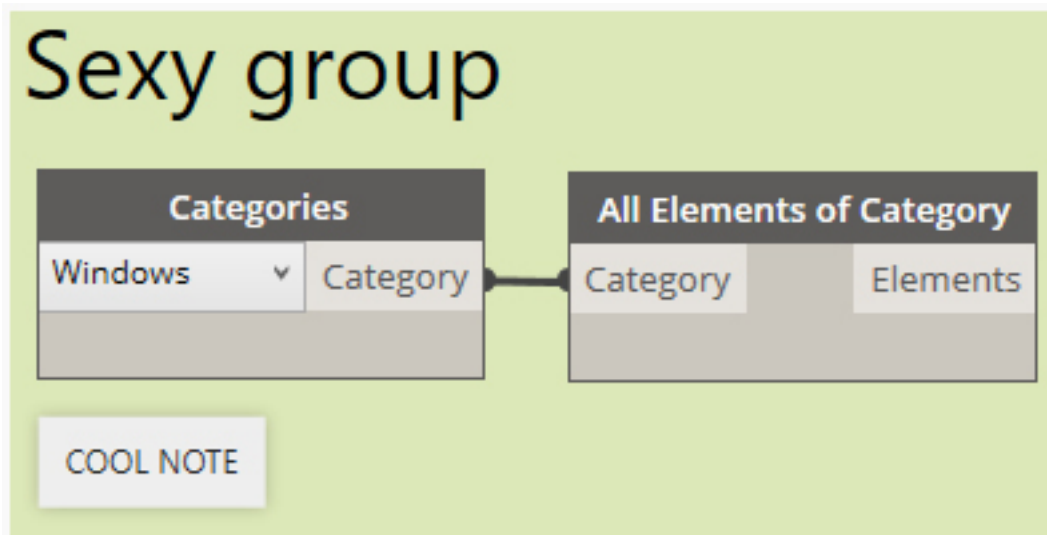 Sexy group
Categories
All Elements of Category
Windows
Category
Category
Elements
COOL NOTE